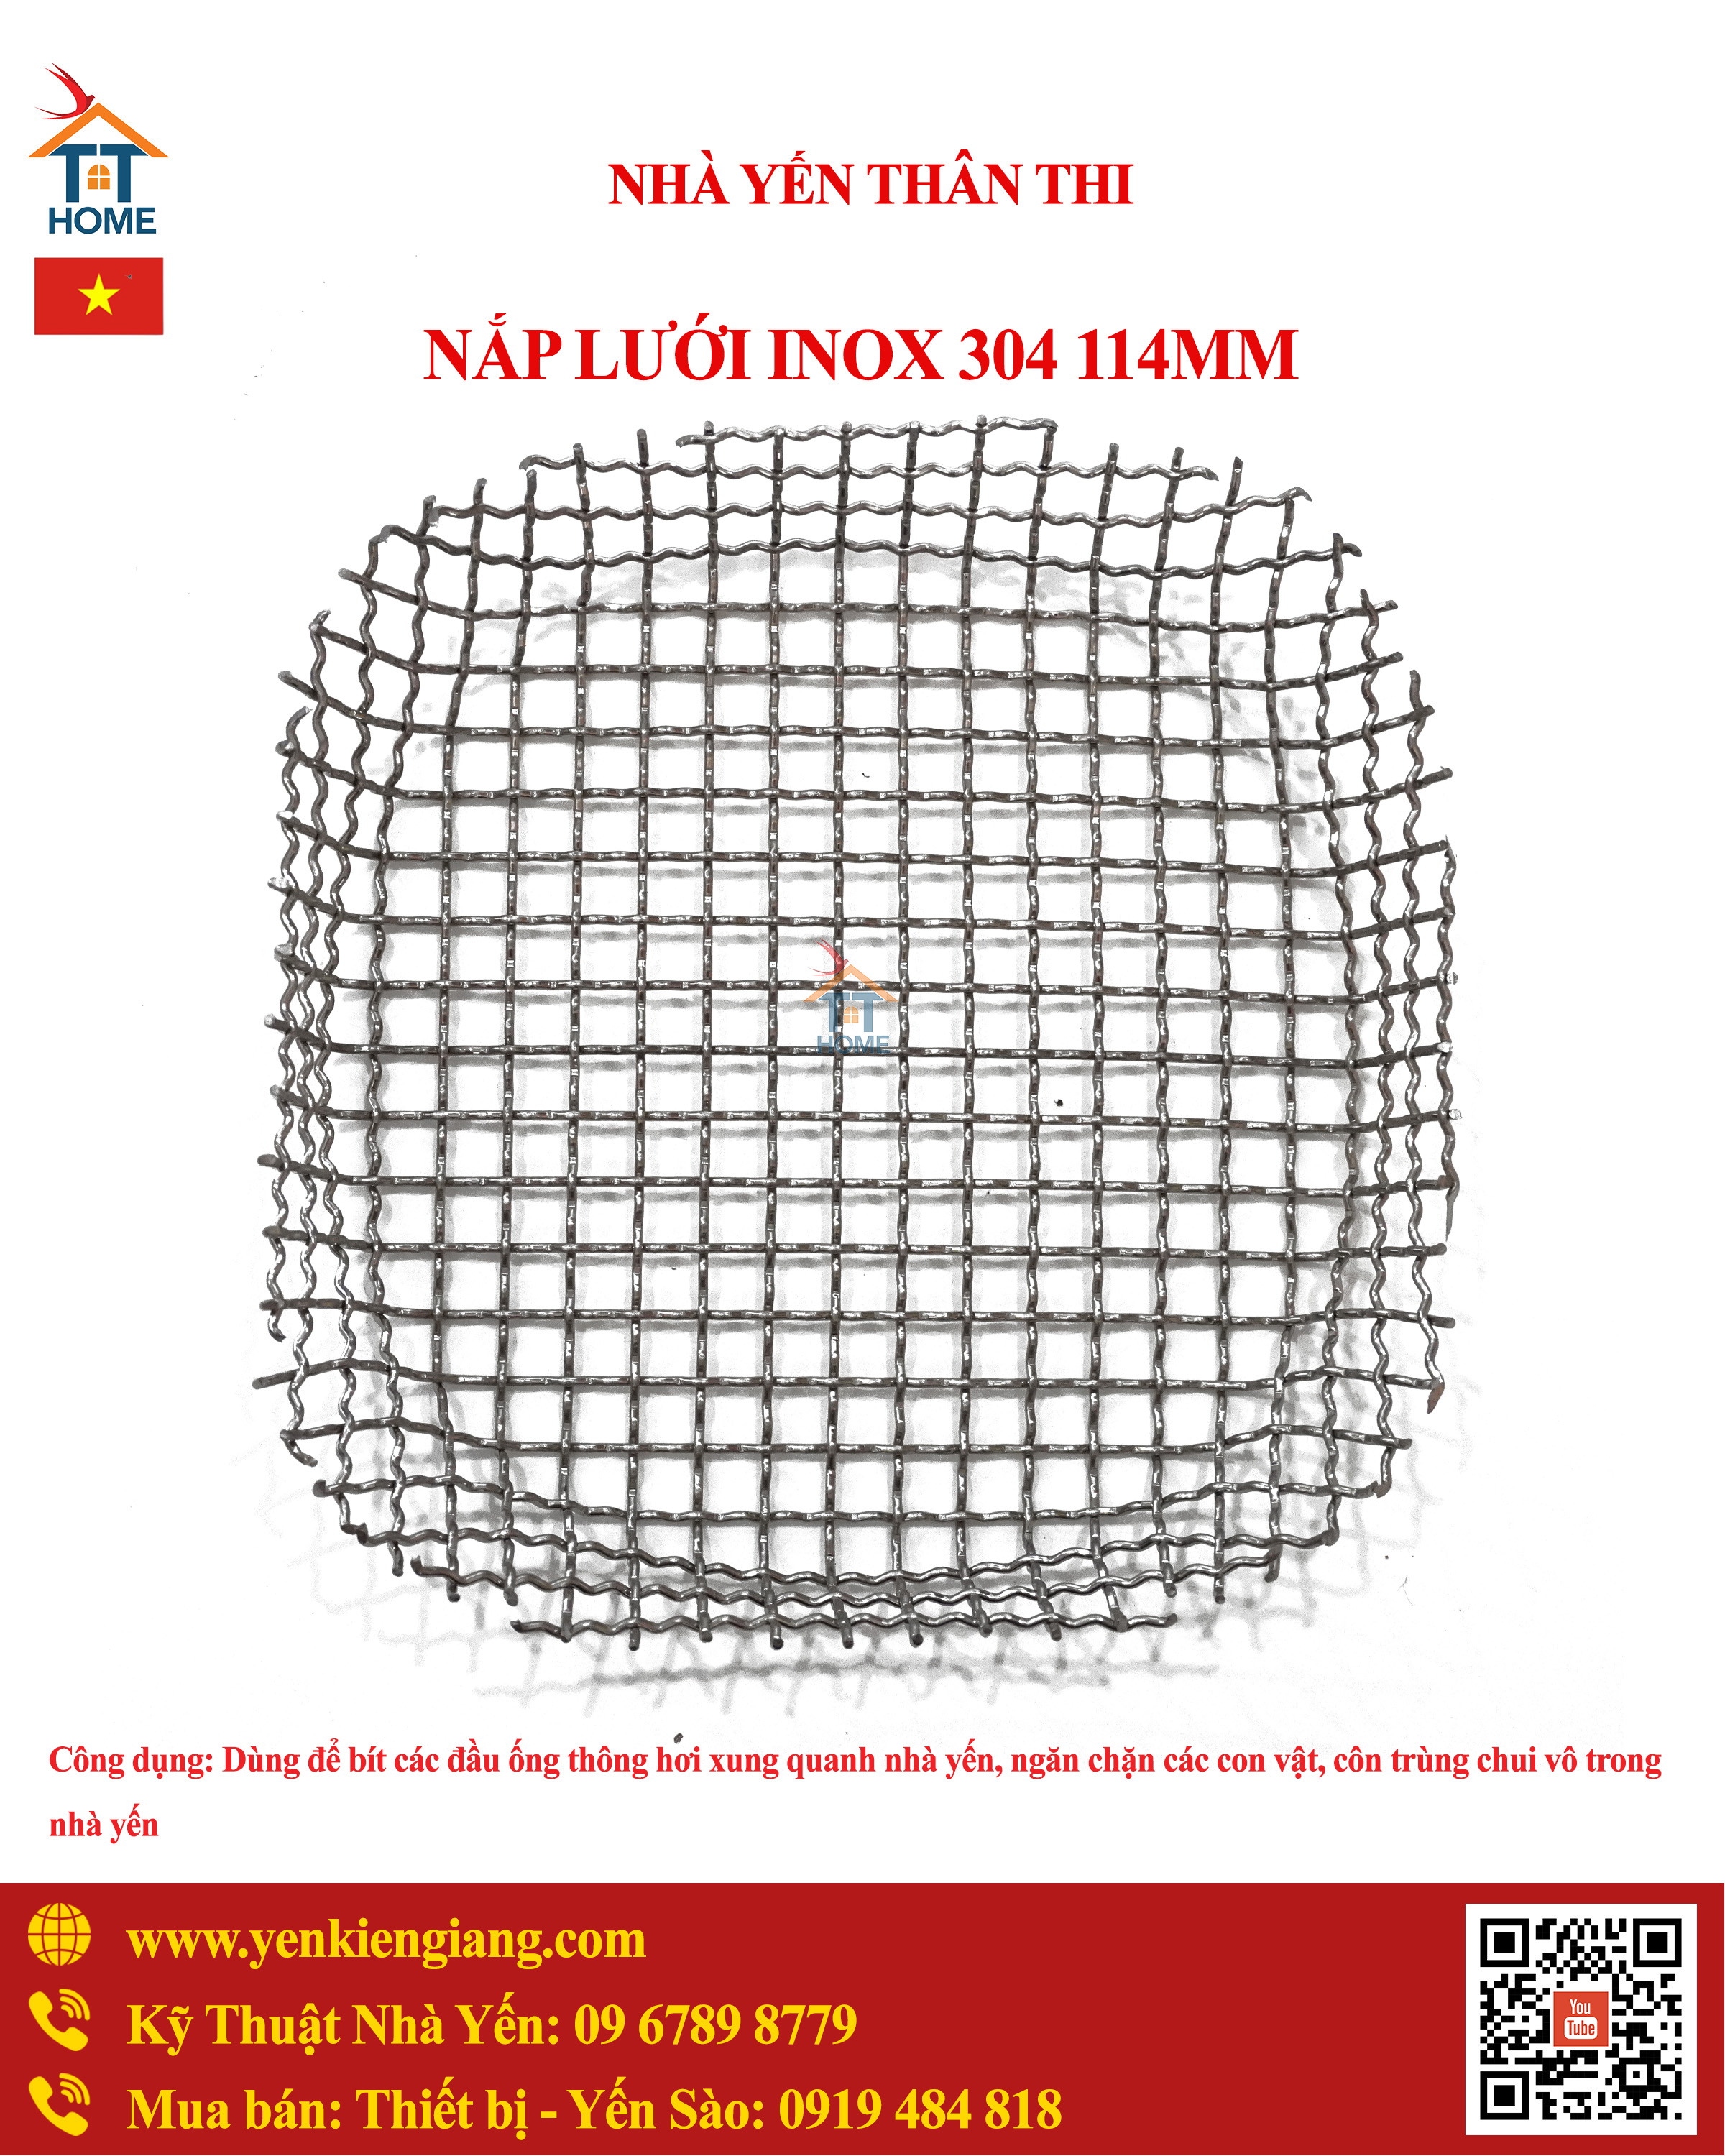 TT
HOME
NHÀ YẾN THÂN THI
NẮP LƯỚI INOX 304 114MM
TT
HOME
Công dụng: Dùng để bít các đầu ống thông hơi xung quanh nhà yến, ngăn chặn các con vật, côn trùng chui vô trong
nhà yến
www.yenkiengiang.com
Kỹ Thuật Nhà Yến: 09 6789 8779
Mua bán: Thiết bị - Yến Sào: 0919 484 818
You
Tube